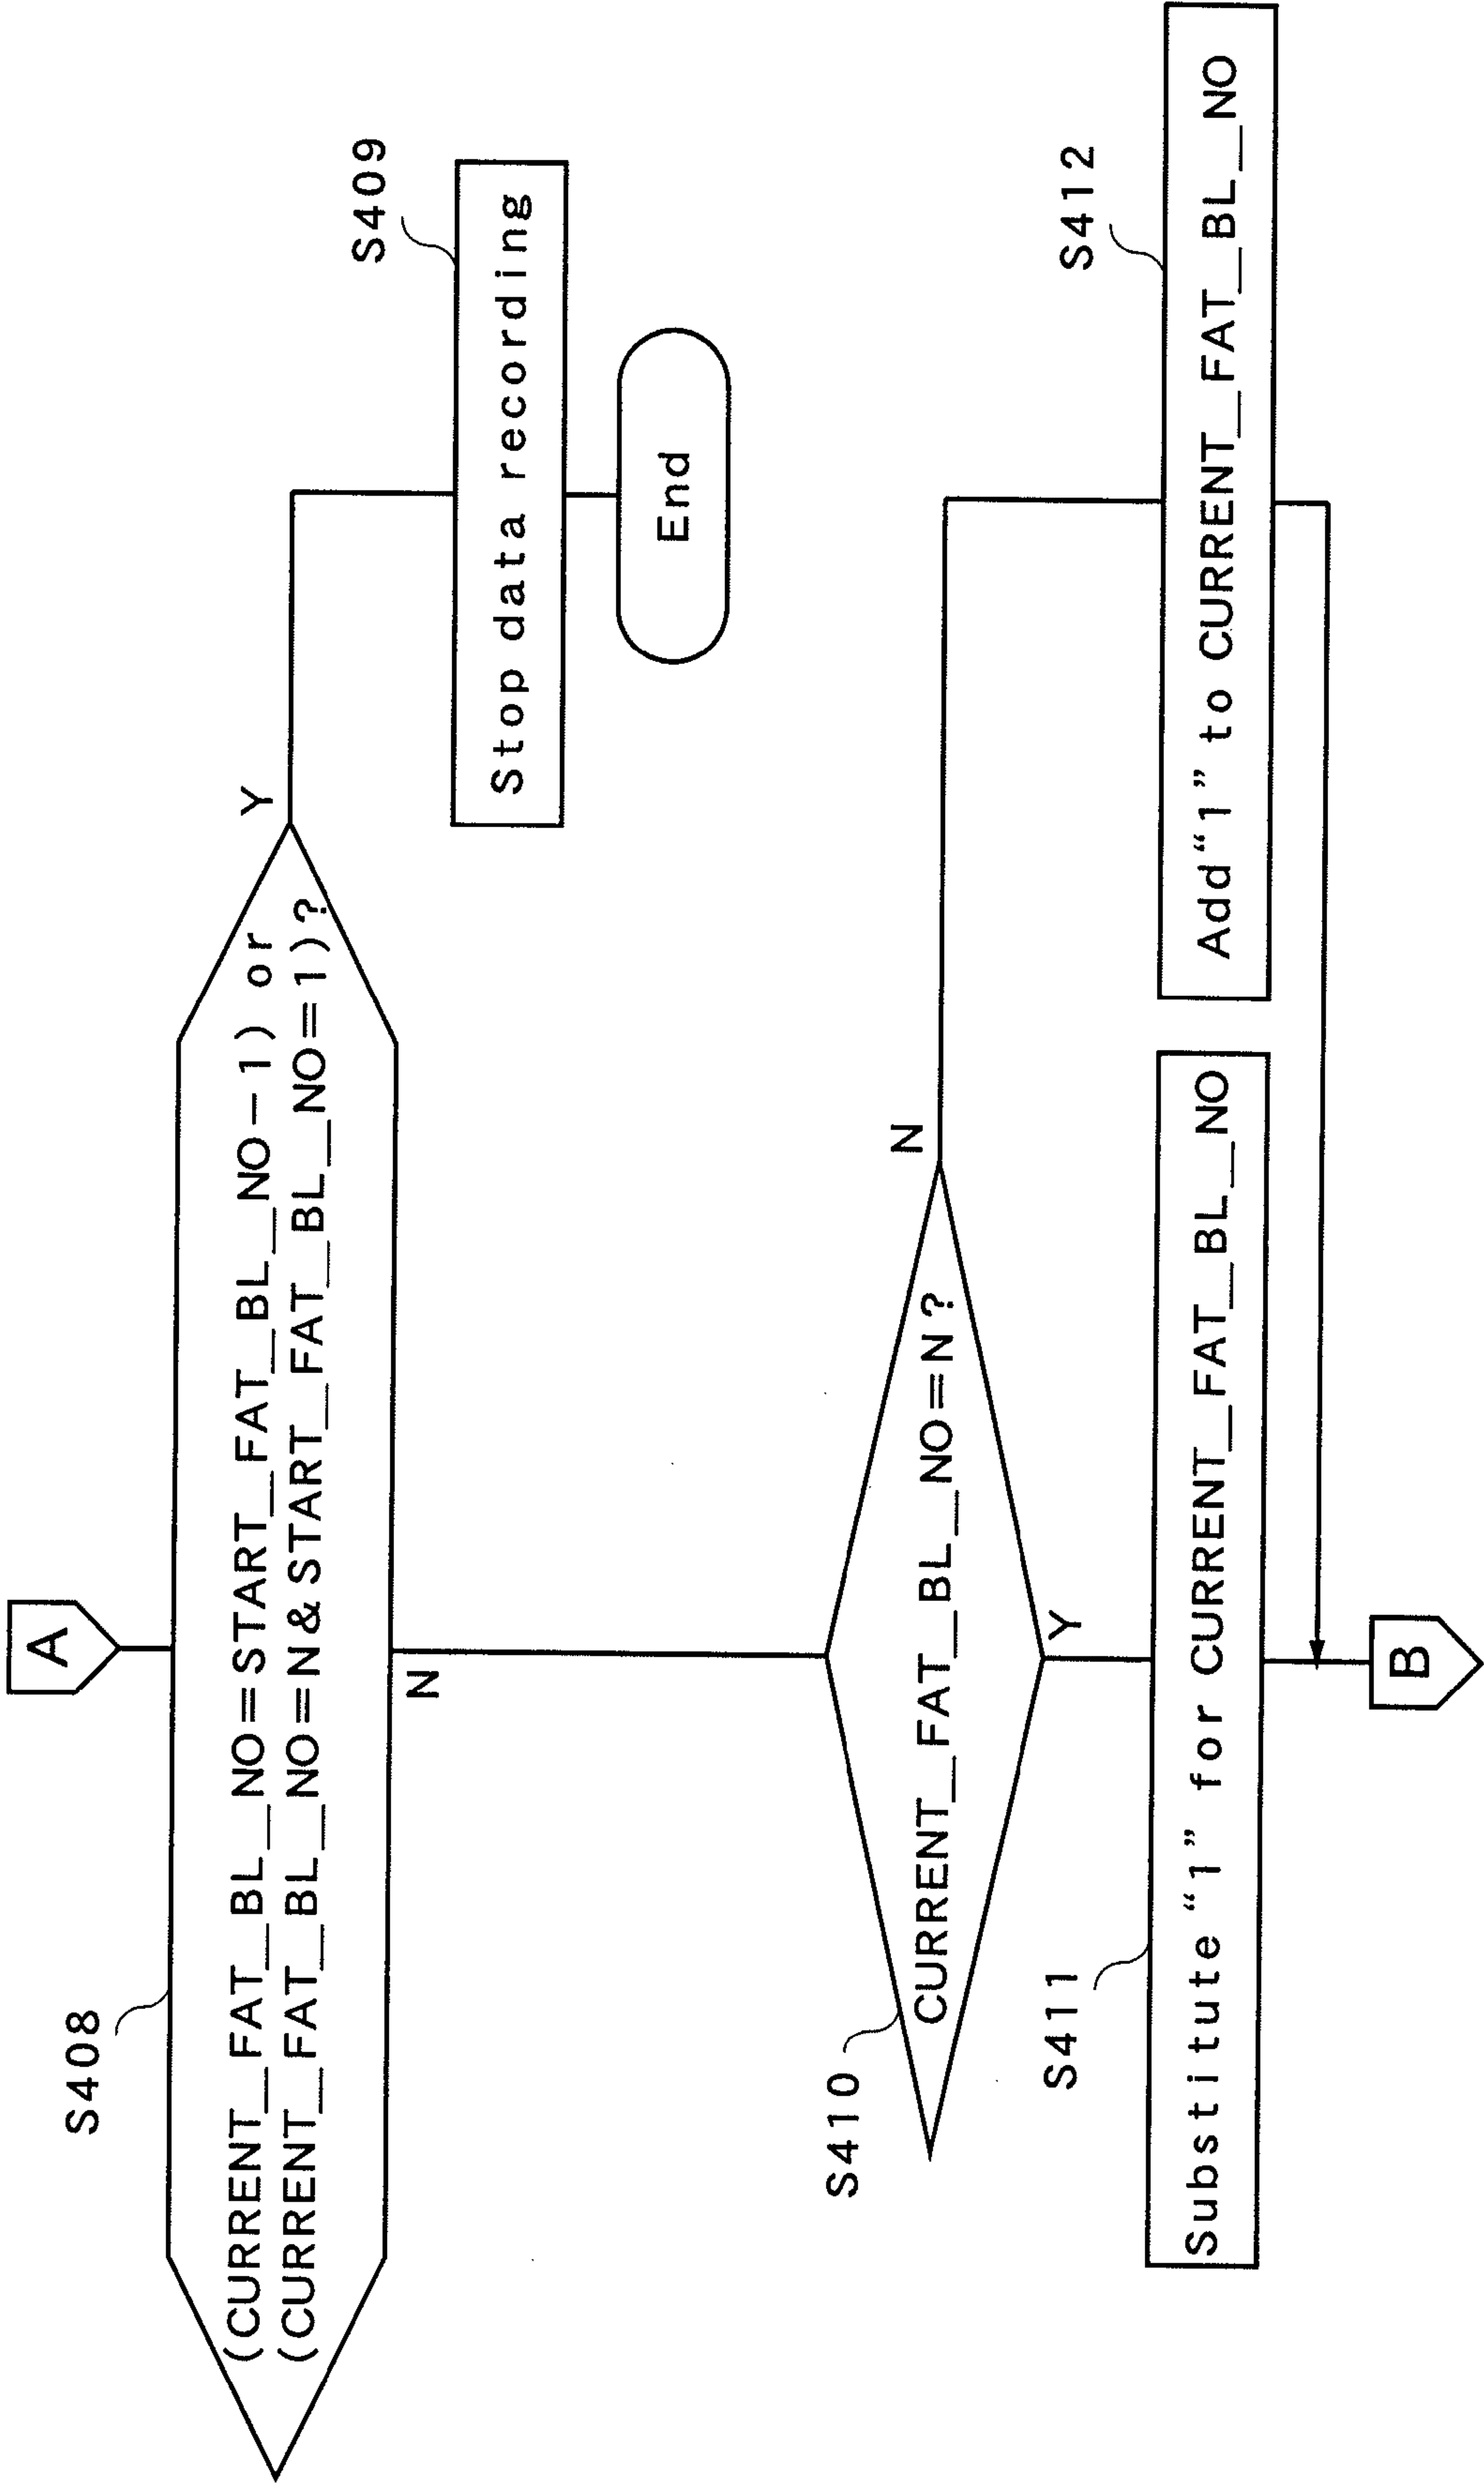 A
S408
(CURRENT_FAT_BL_NO=START_FAT_BL_NO-1) or
(CURRENT_FAT_BL_NO=N&START_FAT_BL_NO=1)?
Y
N
S409
Stop data recording
End
S410
CURRENT_FAT_BL_NO=N?
N
Y
S411
Substitute "1" for CURRENT_FAT_BL_NO
S412
Add "1" to CURRENT_FAT_BL_NO
B